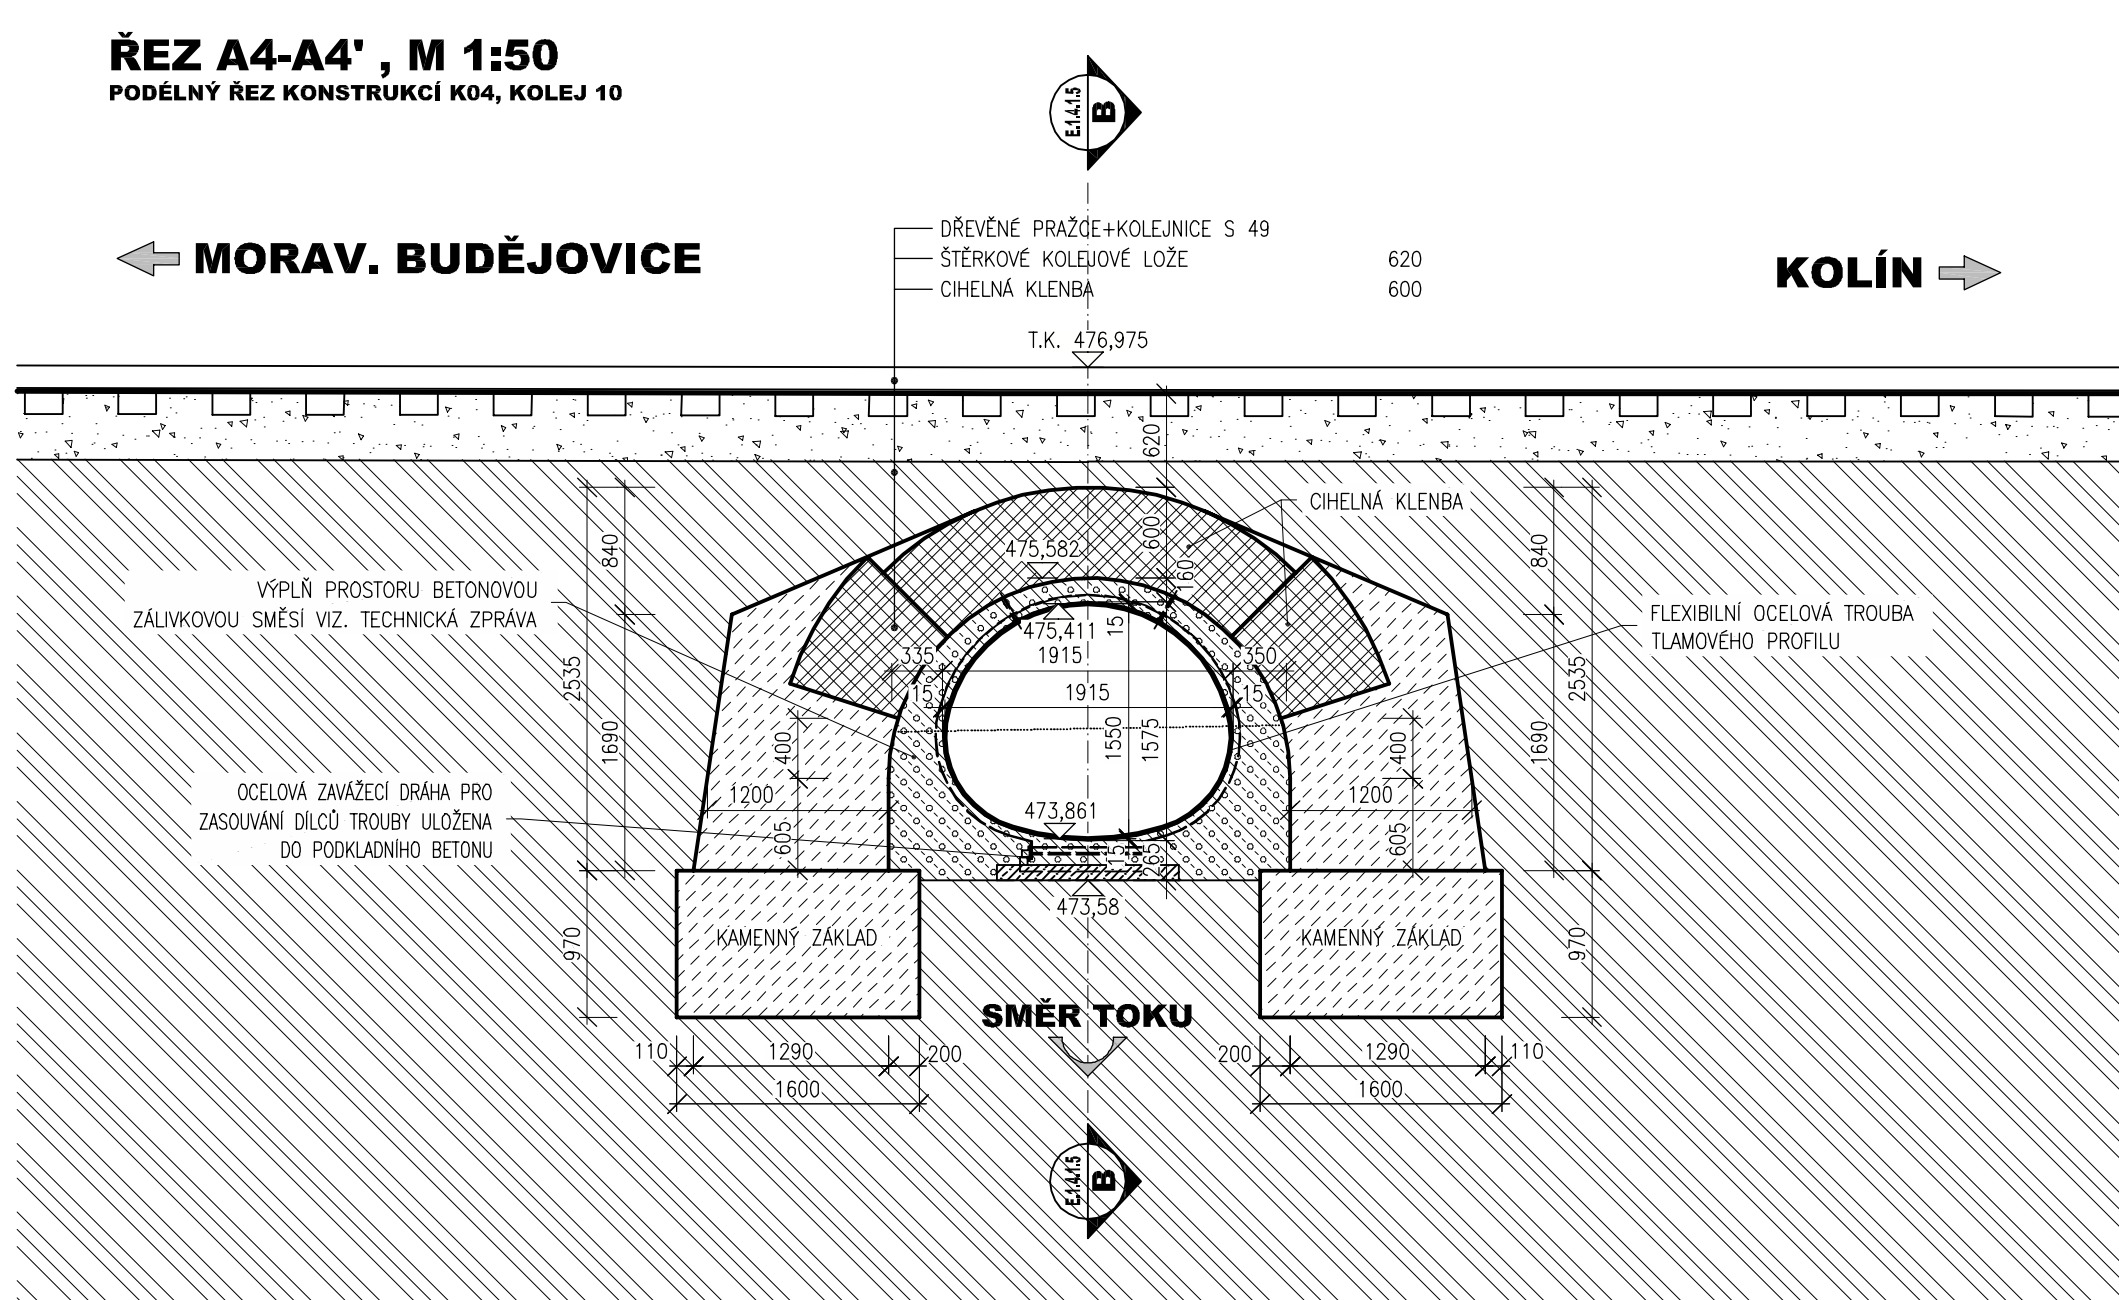 ŘEZ A4-A4' , M 1:50
PODÉLNÝ ŘEZ KONSTRUKCÍ K04, KOLEJ 10
E.1.4.1.5
B
MORAV. BUDĚJOVICE
KOLÍN
DŘEVĚNÉ PRAŽCE+KOLEJNICE S 49
ŠTĚRKOVÉ KOLEJOVÉ LOŽE 620
CIHELNÁ KLENBA 600
T.K. 476,975
620
CIHELNÁ KLENBA
840
475,582
600
160
840
VÝPLŇ PROSTORU BETONOVOU
ZÁLIVKOVOU SMĚSÍ VIZ. TECHNICKÁ ZPRÁVA
FLEXIBILNÍ OCELOVÁ TROUBA
TLAMOVÉHO PROFILU
475,411
15
335
1915
350
15
1915
15
2535
1690
400
1550
1575
400
1690
2535
OCELOVÁ ZAVÁŽECÍ DRÁHA PRO
ZASOUVÁNÍ DÍLCŮ TROUBY ULOŽENA
DO PODKLADNÍHO BETONU
1200
473,861
1200
605
15
265
605
473,58
970
KAMENNÝ ZÁKLAD
KAMENNÝ ZÁKLAD
970
SMĚR TOKU
110
1290
200
200
1290
110
1600
1600
E.1.4.1.5
B